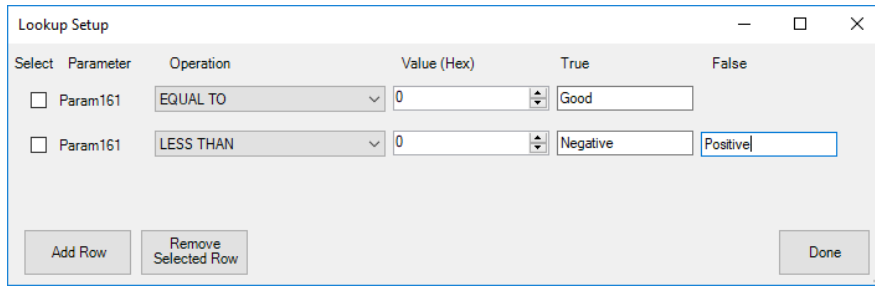 Lookup Setup
Select Parameter Operation Value (Hex) True False
Param161 EQUAL TO 0 Good
Param161 LESS THAN 0 Negative Positive
Add Row
Remove
Selected Row
Done